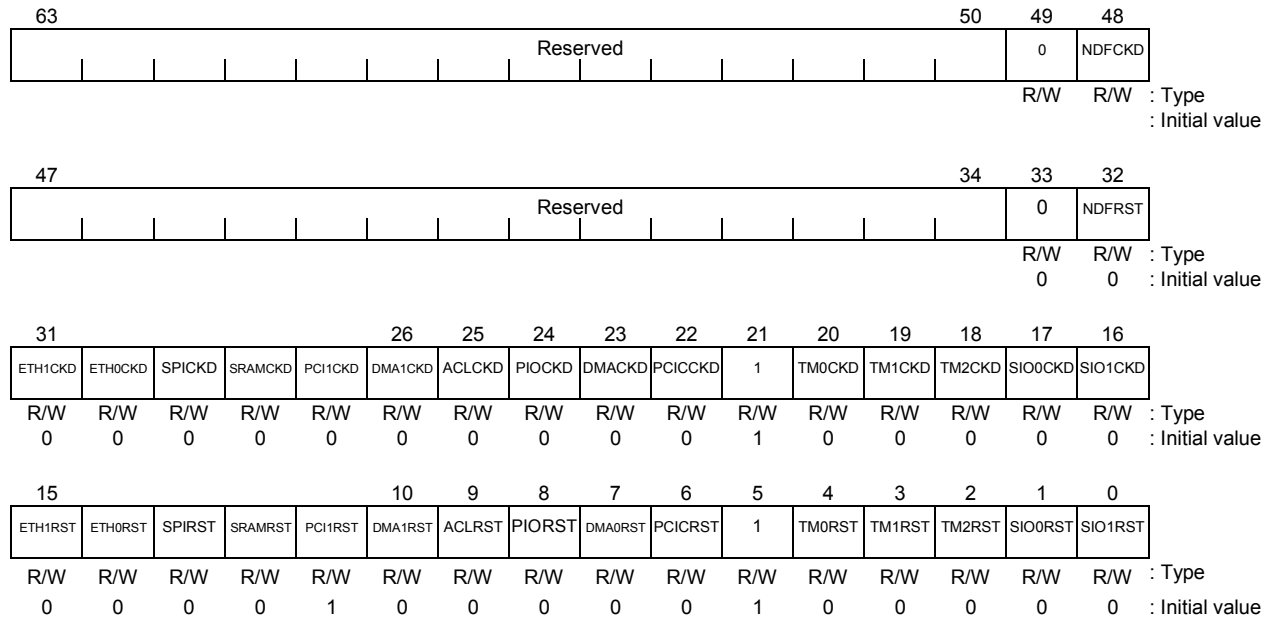 63 50 49 48
Reserved 0 NDFCKD
R/W R/W : Type
: Initial value
47 34 33 32
Reserved 0 NDFRST
R/W R/W : Type
0 0 : Initial value
31 26 25 24 23 22 21 20 19 18 17 16
ETH1CKD ETH0CKD SPICKD SRAMCKD PCI1CKD DMA1CKD ACLCKD PIOCKD DMACKD PCICCKD 1 TM0CKD TM1CKD TM2CKD SIO0CKD SIO1CKD
R/W R/W R/W R/W R/W R/W R/W R/W R/W R/W R/W R/W R/W R/W R/W R/W : Type
0 0 0 0 0 0 0 0 0 0 1 0 0 0 0 0 : Initial value
15 10 9 8 7 6 5 4 3 2 1 0
ETH1RST ETH0RST SPIRST SRAMRST PCI1RST DMA1RST ACLRST PIORST DMA0RST PCICRST 1 TM0RST TM1RST TM2RST SIO0RST SIO1RST
R/W R/W R/W R/W R/W R/W R/W R/W R/W R/W R/W R/W R/W R/W R/W R/W : Type
0 0 0 0 1 0 0 0 0 0 1 0 0 0 0 0 : Initial value